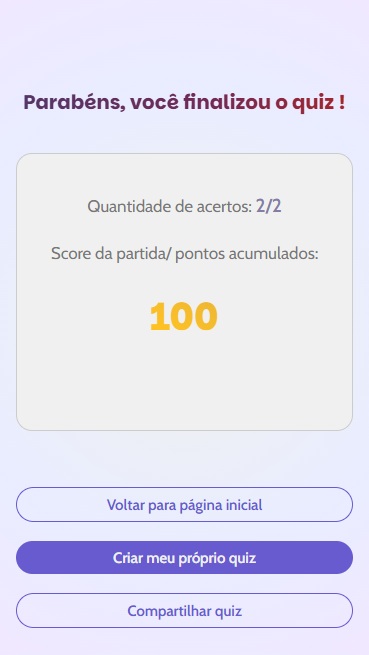 Parabéns, você finalizou o quiz !
Quantidade de acertos: 2/2
Score da partida/ pontos acumulados:
100
Voltar para página inicial
Criar meu próprio quiz
Compartilhar quiz